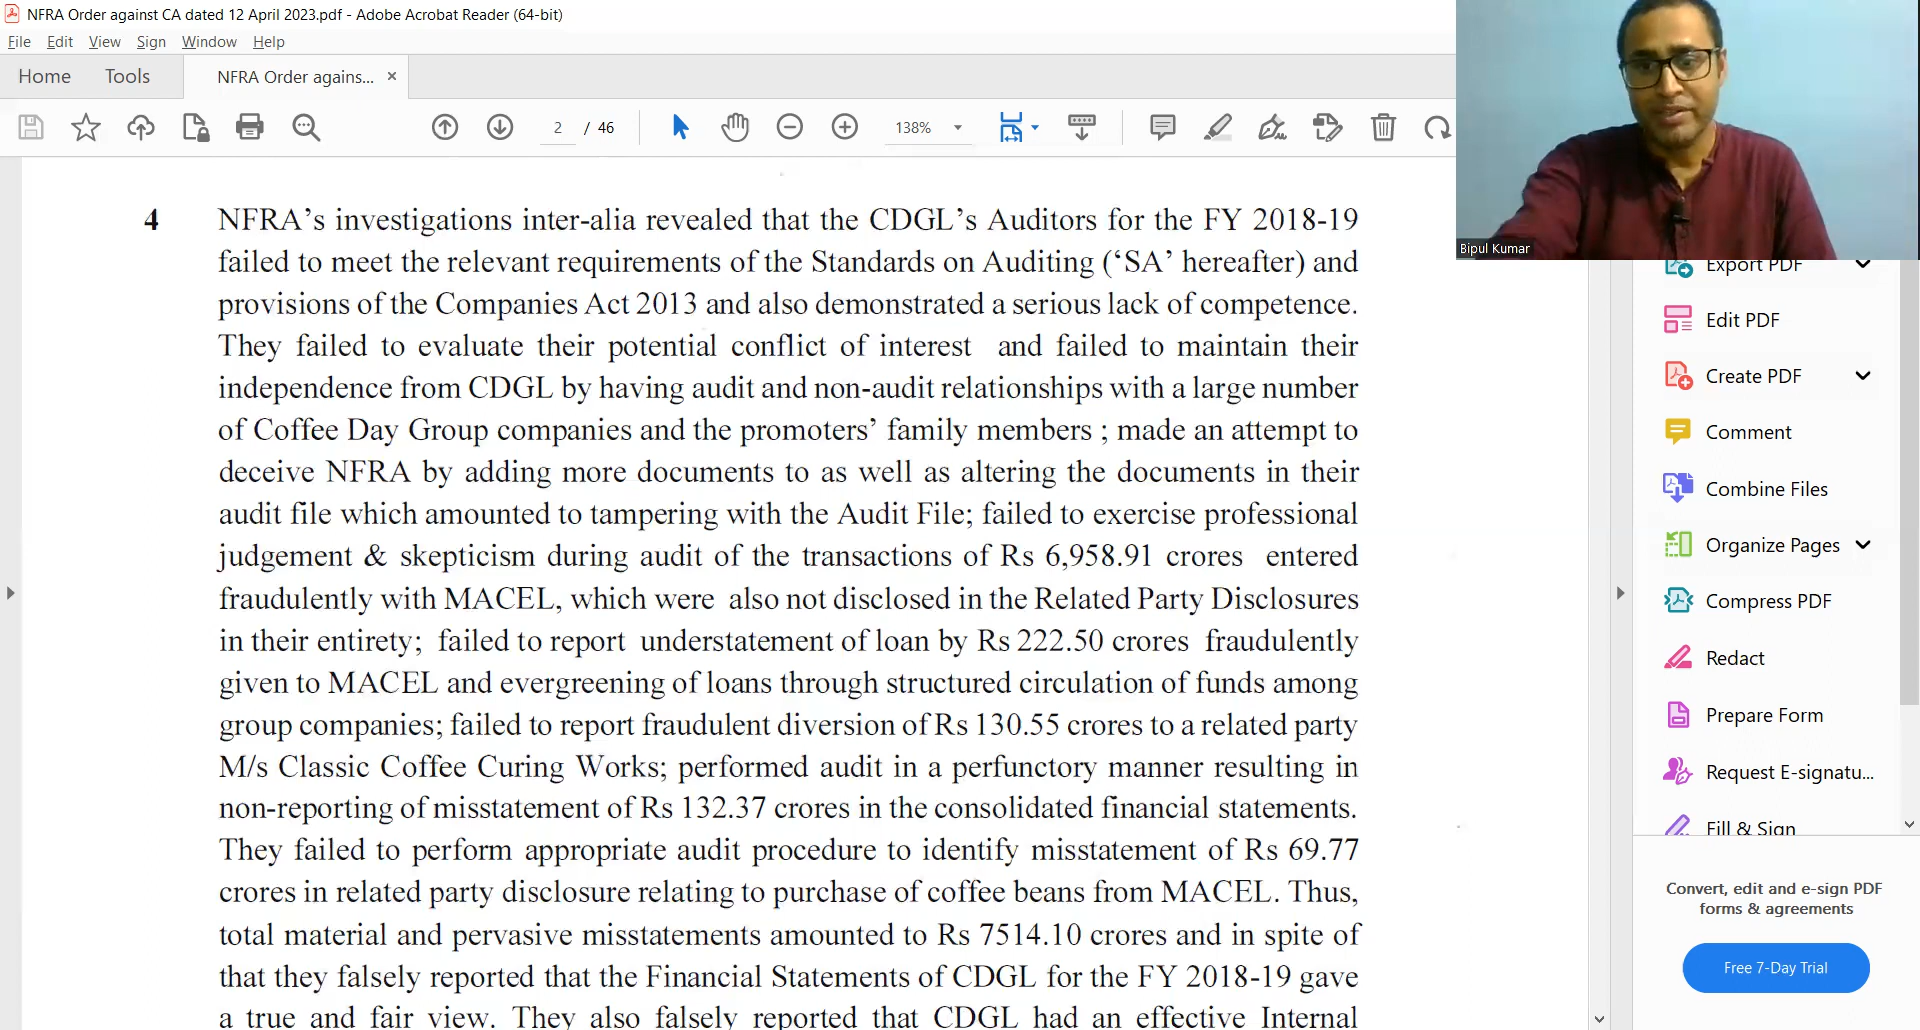 NFRA Order against CA dated 12 April 2023.pdf - Adobe Acrobat Reader (64-bit)
File Edit View Sign Window Help
Home Tools NFRA Order agains... ×
2 / 46 138%
Bipul Kumar
4 NFRA's investigations inter-alia revealed that the CDGL's Auditors for the FY 2018-19
failed to meet the relevant requirements of the Standards on Auditing ('SA' hereafter) and
provisions of the Companies Act 2013 and also demonstrated a serious lack of competence.
They failed to evaluate their potential conflict of interest and failed to maintain their
independence from CDGL by having audit and non-audit relationships with a large number
of Coffee Day Group companies and the promoters' family members ; made an attempt to
deceive NFRA by adding more documents to as well as altering the documents in their
audit file which amounted to tampering with the Audit File; failed to exercise professional
judgement & skepticism during audit of the transactions of Rs 6,958.91 crores entered
fraudulently with MACEL, which were also not disclosed in the Related Party Disclosures
in their entirety; failed to report understatement of loan by Rs 222.50 crores fraudulently
given to MACEL and evergreening of loans through structured circulation of funds among
group companies; failed to report fraudulent diversion of Rs 130.55 crores to a related party
M/s Classic Coffee Curing Works; performed audit in a perfunctory manner resulting in
non-reporting of misstatement of Rs 132.37 crores in the consolidated financial statements.
They failed to perform appropriate audit procedure to identify misstatement of Rs 69.77
crores in related party disclosure relating to purchase of coffee beans from MACEL. Thus,
total material and pervasive misstatements amounted to Rs 7514.10 crores and in spite of
that they falsely reported that the Financial Statements of CDGL for the FY 2018-19 gave
a true and fair view. They also falsely reported that CDGL had an effective Internal
Export PDF
Edit PDF
Create PDF
Comment
Combine Files
Organize Pages
Compress PDF
Redact
Prepare Form
Request E-signatu...
Fill & Sign
Convert, edit and e-sign PDF
forms & agreements
Free 7-Day Trial